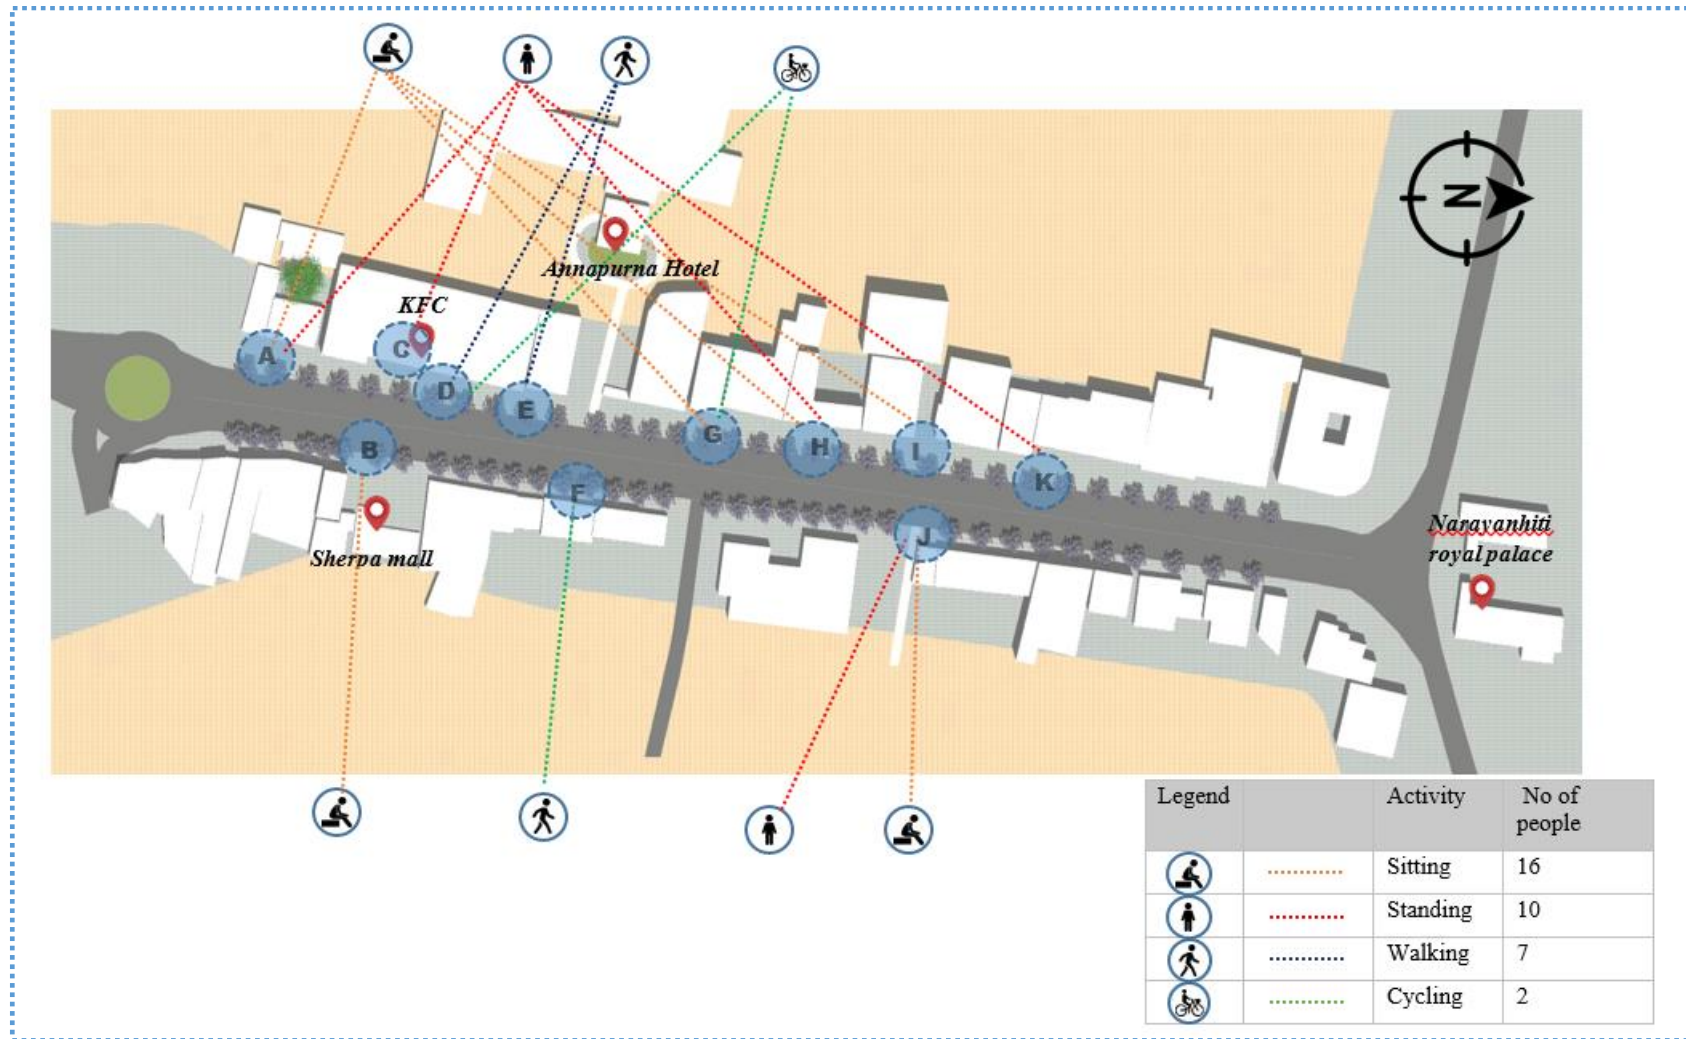 N
Annapurna Hotel
KFC
A
C
D
E
B
G
H
I
K
F
J
Sherpa mall
Narayanhiti
royal palace
Legend Activity No of
people
Sitting 16
Standing 10
Walking 7
Cycling 2